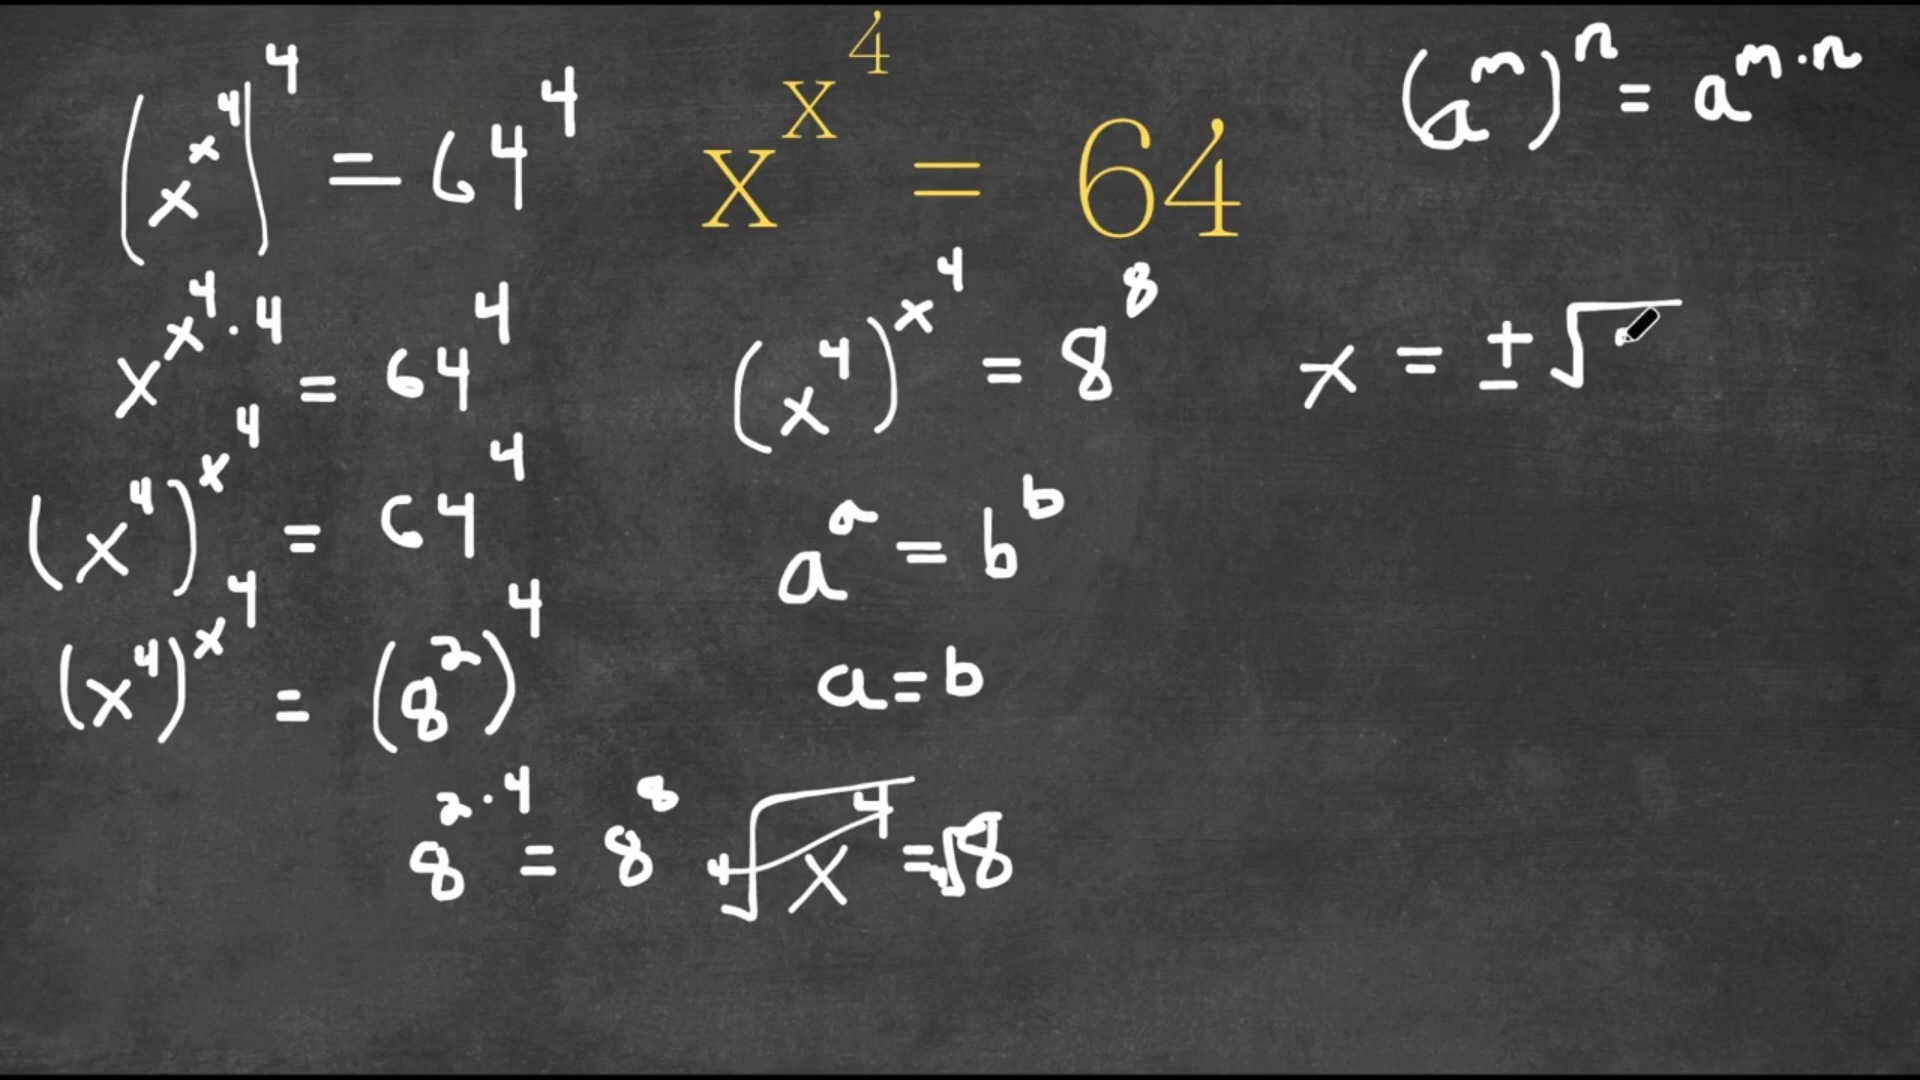 (x^x^4)^4 = 64^4
x^x^4·4 = 64^4
(x^4)^x^4 = 64^4
(x^4)^x^4 = (8^2)^4
8^2·4 = 8^8
x^x^4 = 64
(x^4)^x^4 = 8^8
a^a = b^b
a = b
⁴√x^4 = ⁴√8
(a^m)^n = a^m·n
x = ±√